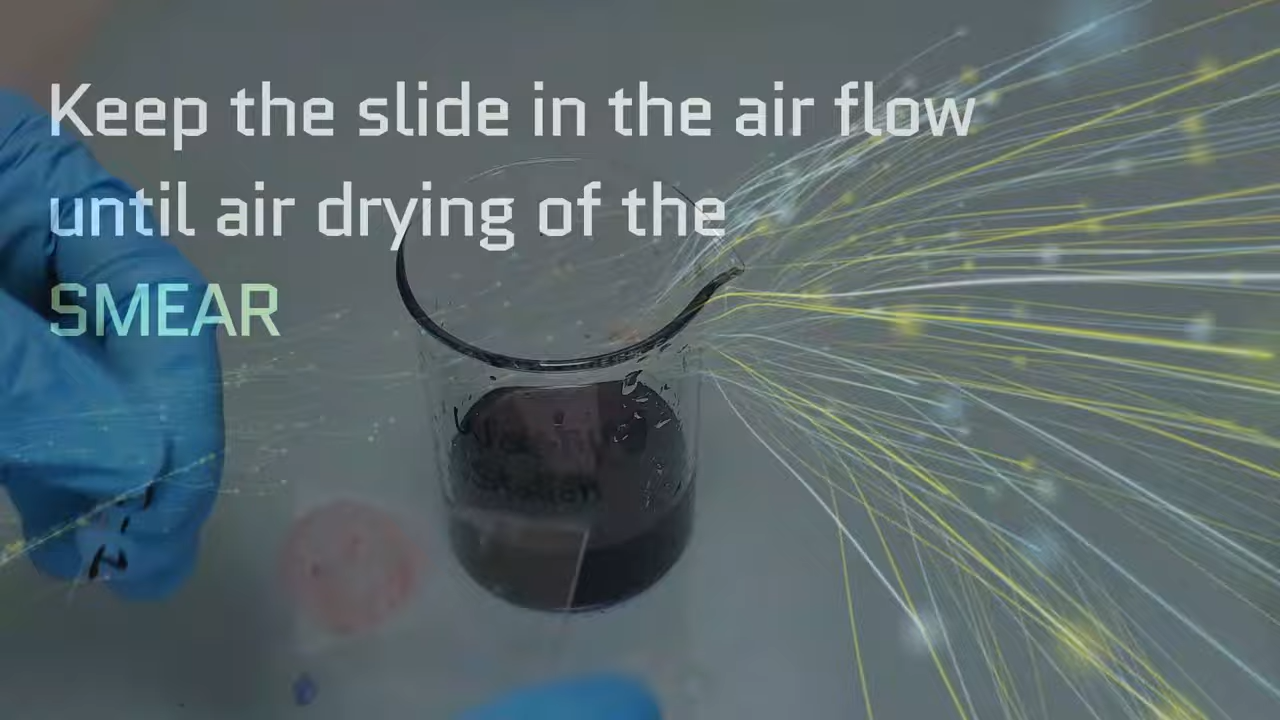 Keep the slide in the air flow
until air drying of the
SMEAR